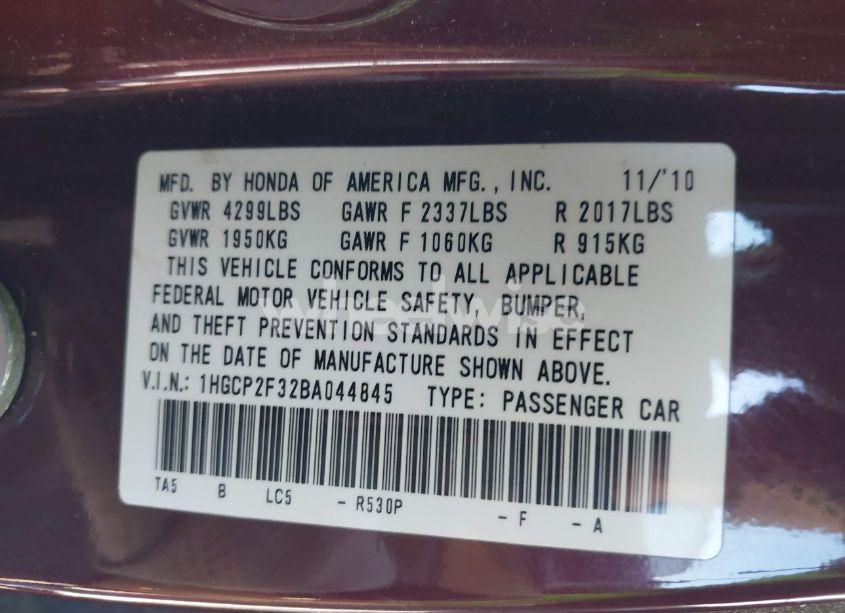 MFD. BY HONDA OF AMERICA MFG., INC. 11/'10
GVWR 4299LBS GAWR F 2337LBS R 2017LBS
GVWR 1950KG GAWR F 1060KG R 915KG
THIS VEHICLE CONFORMS TO ALL APPLICABLE
FEDERAL MOTOR VEHICLE SAFETY, BUMPER,
AND THEFT PREVENTION STANDARDS IN EFFECT
ON THE DATE OF MANUFACTURE SHOWN ABOVE.
V.I.N.: 1HGCP2F32BA044845 TYPE: PASSENGER CAR
TA5 B LC5 - R530P - F - A
wheelwise